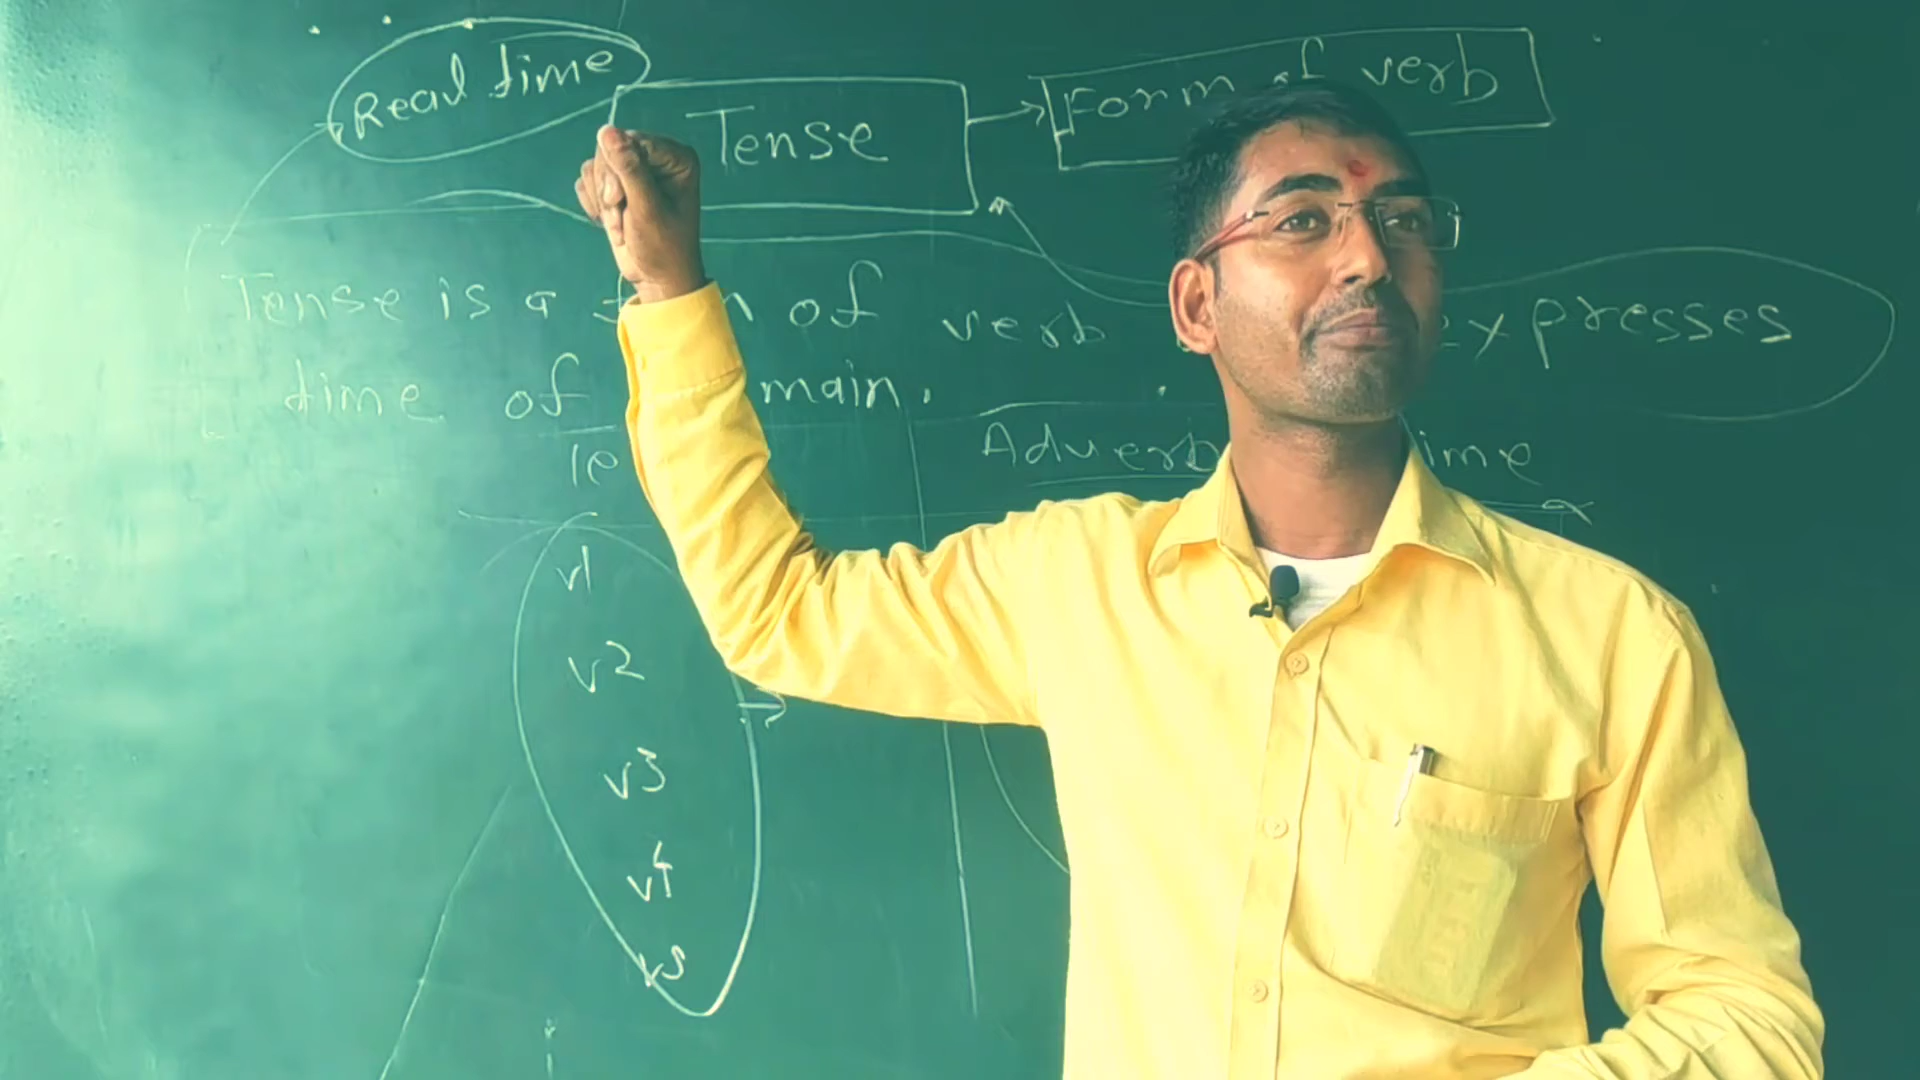 Real time
Tense
Form of verb
Tense is a of verb expresses
time of main.
Adverb ime
v1
v2
v3
v4
v5